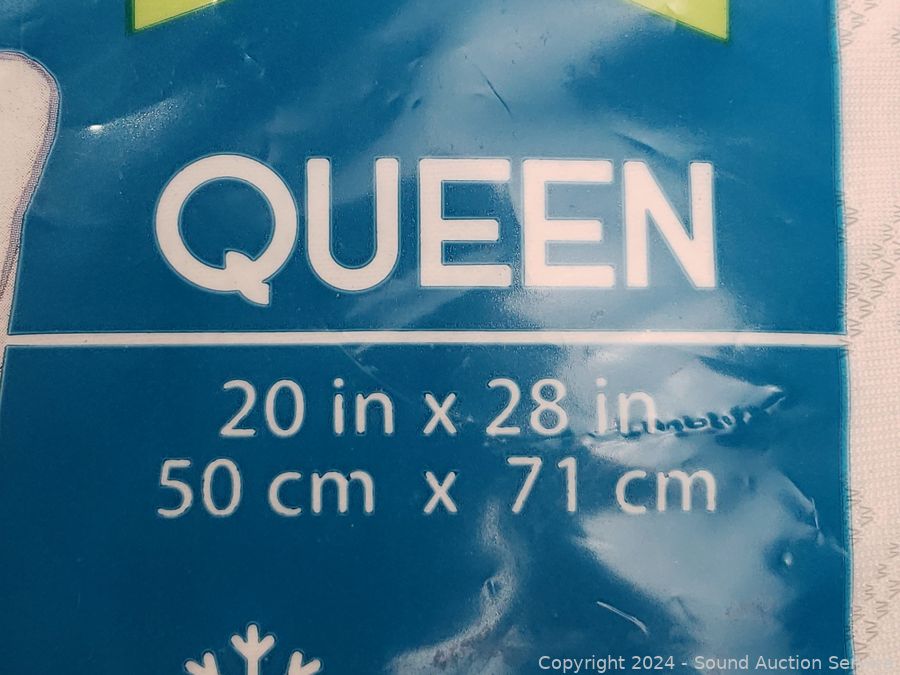 QUEEN
20 in x 28 in
50 cm x 71 cm
Copyright 2024 - Sound Auction Service